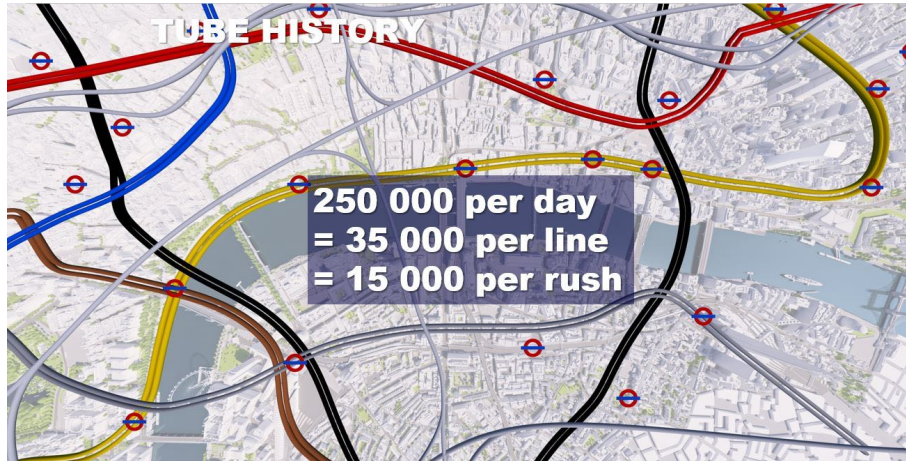 TUBE HISTORY
250 000 per day
= 35 000 per line
= 15 000 per rush